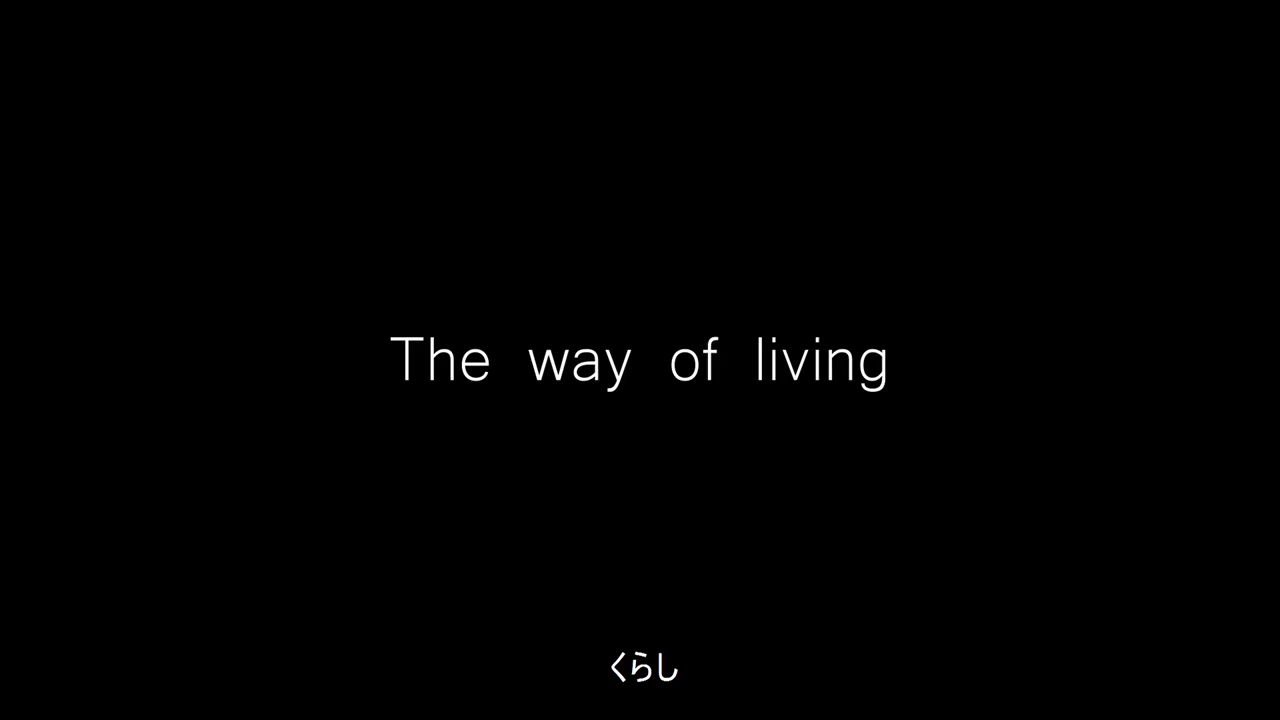 The way of living
くらし